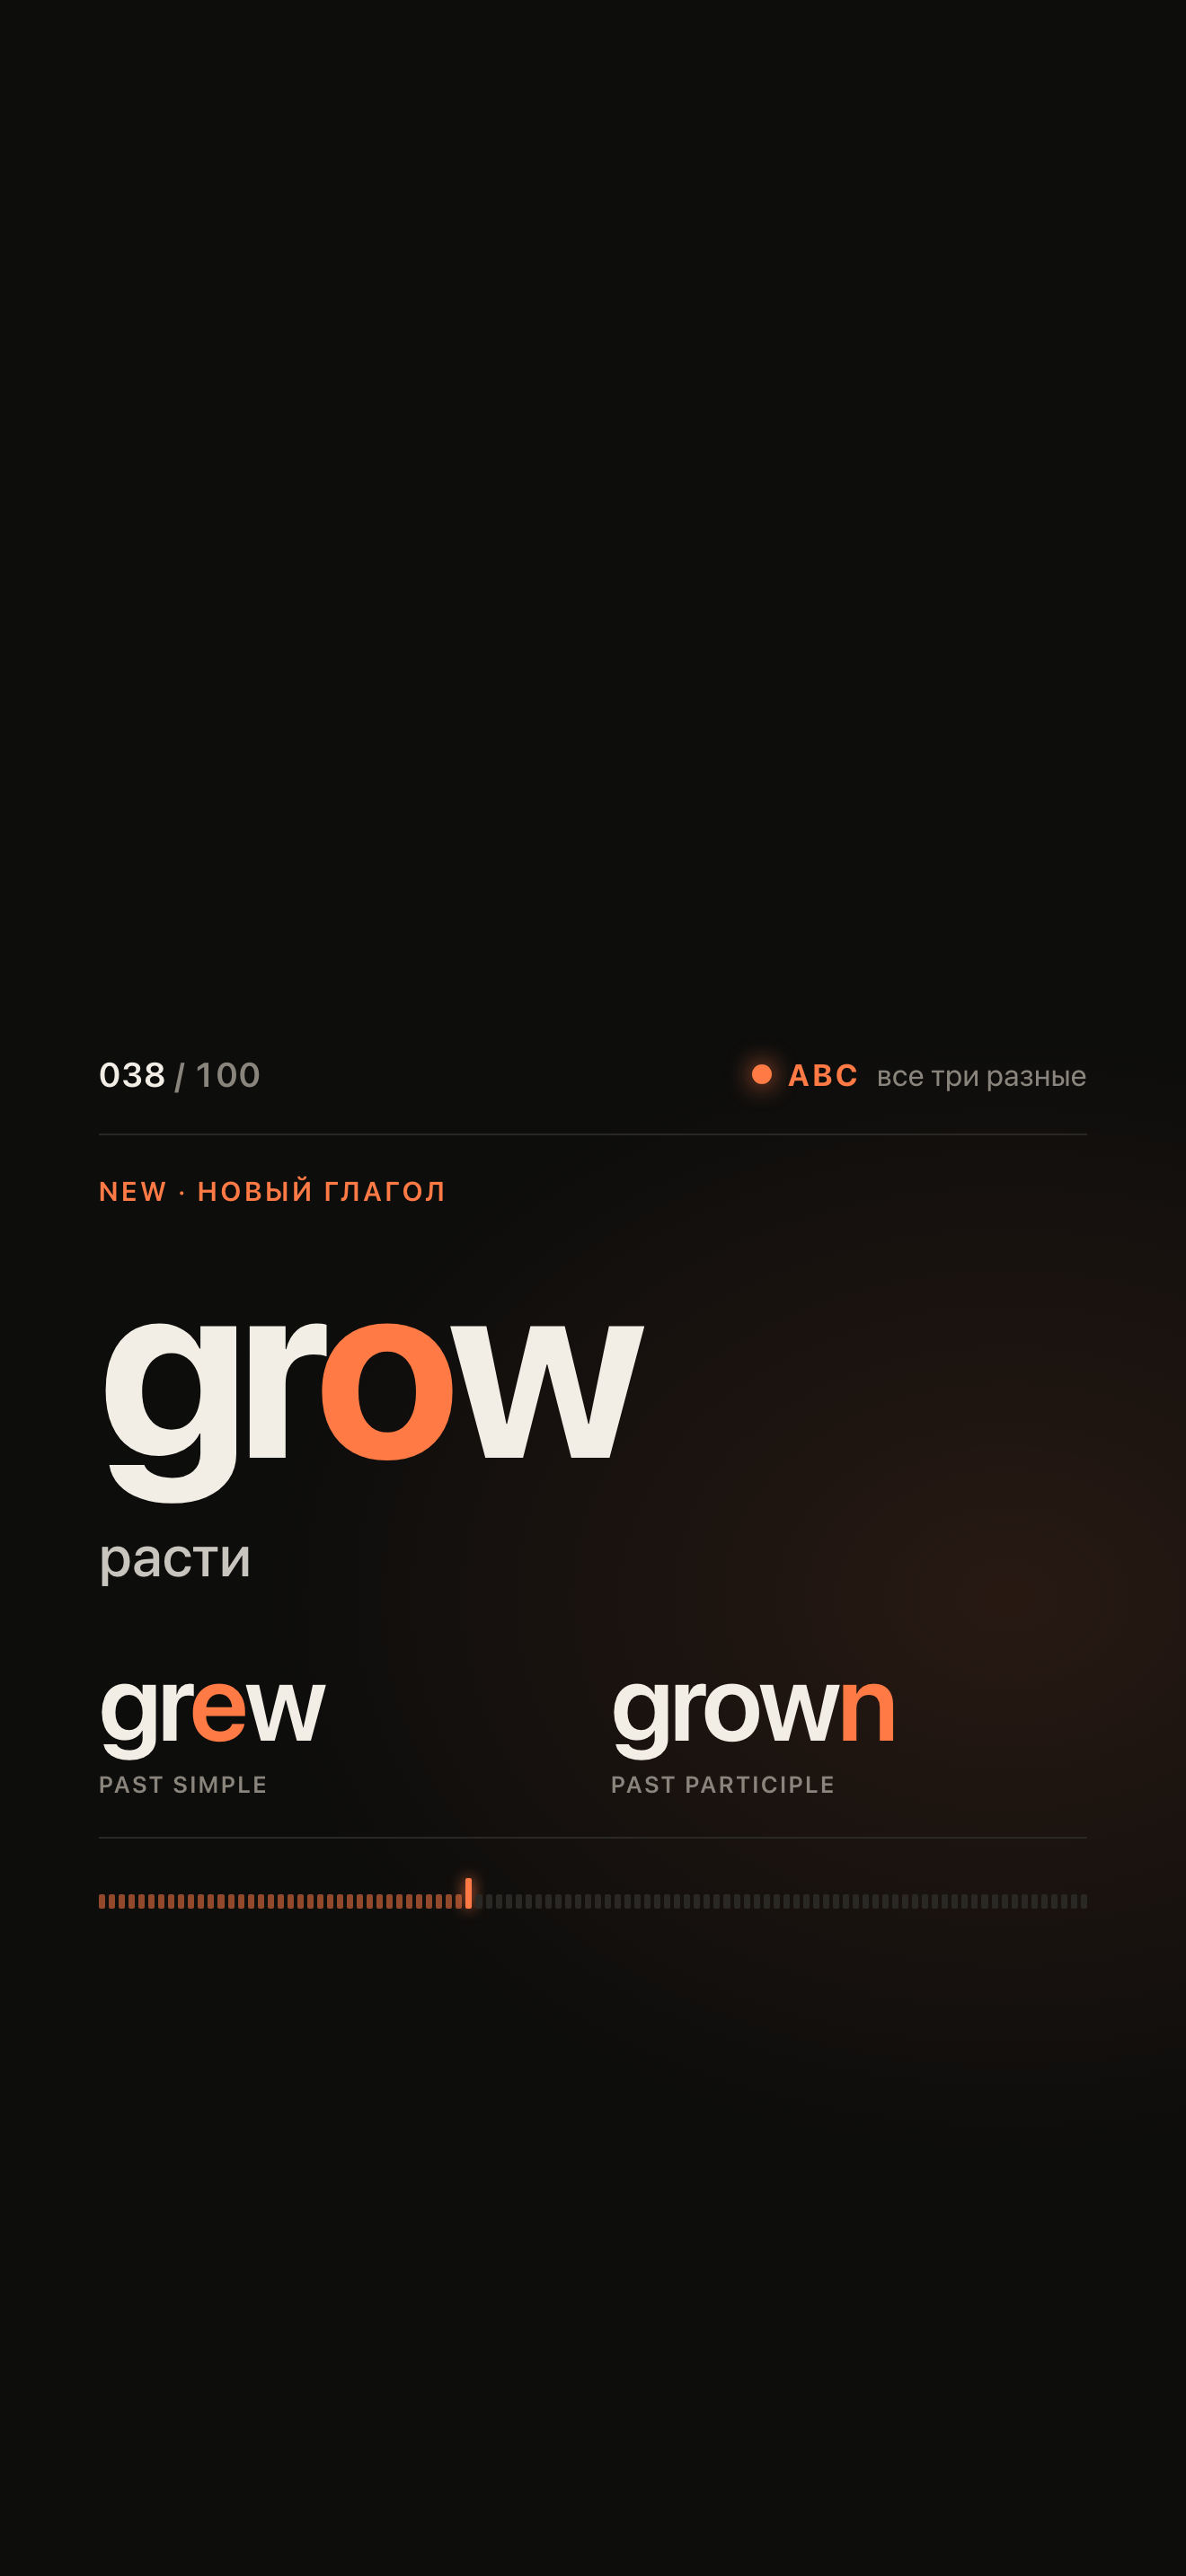 038 / 100
ABC все три разные
NEW · НОВЫЙ ГЛАГОЛ
grow
расти
grew
grown
PAST SIMPLE
PAST PARTICIPLE